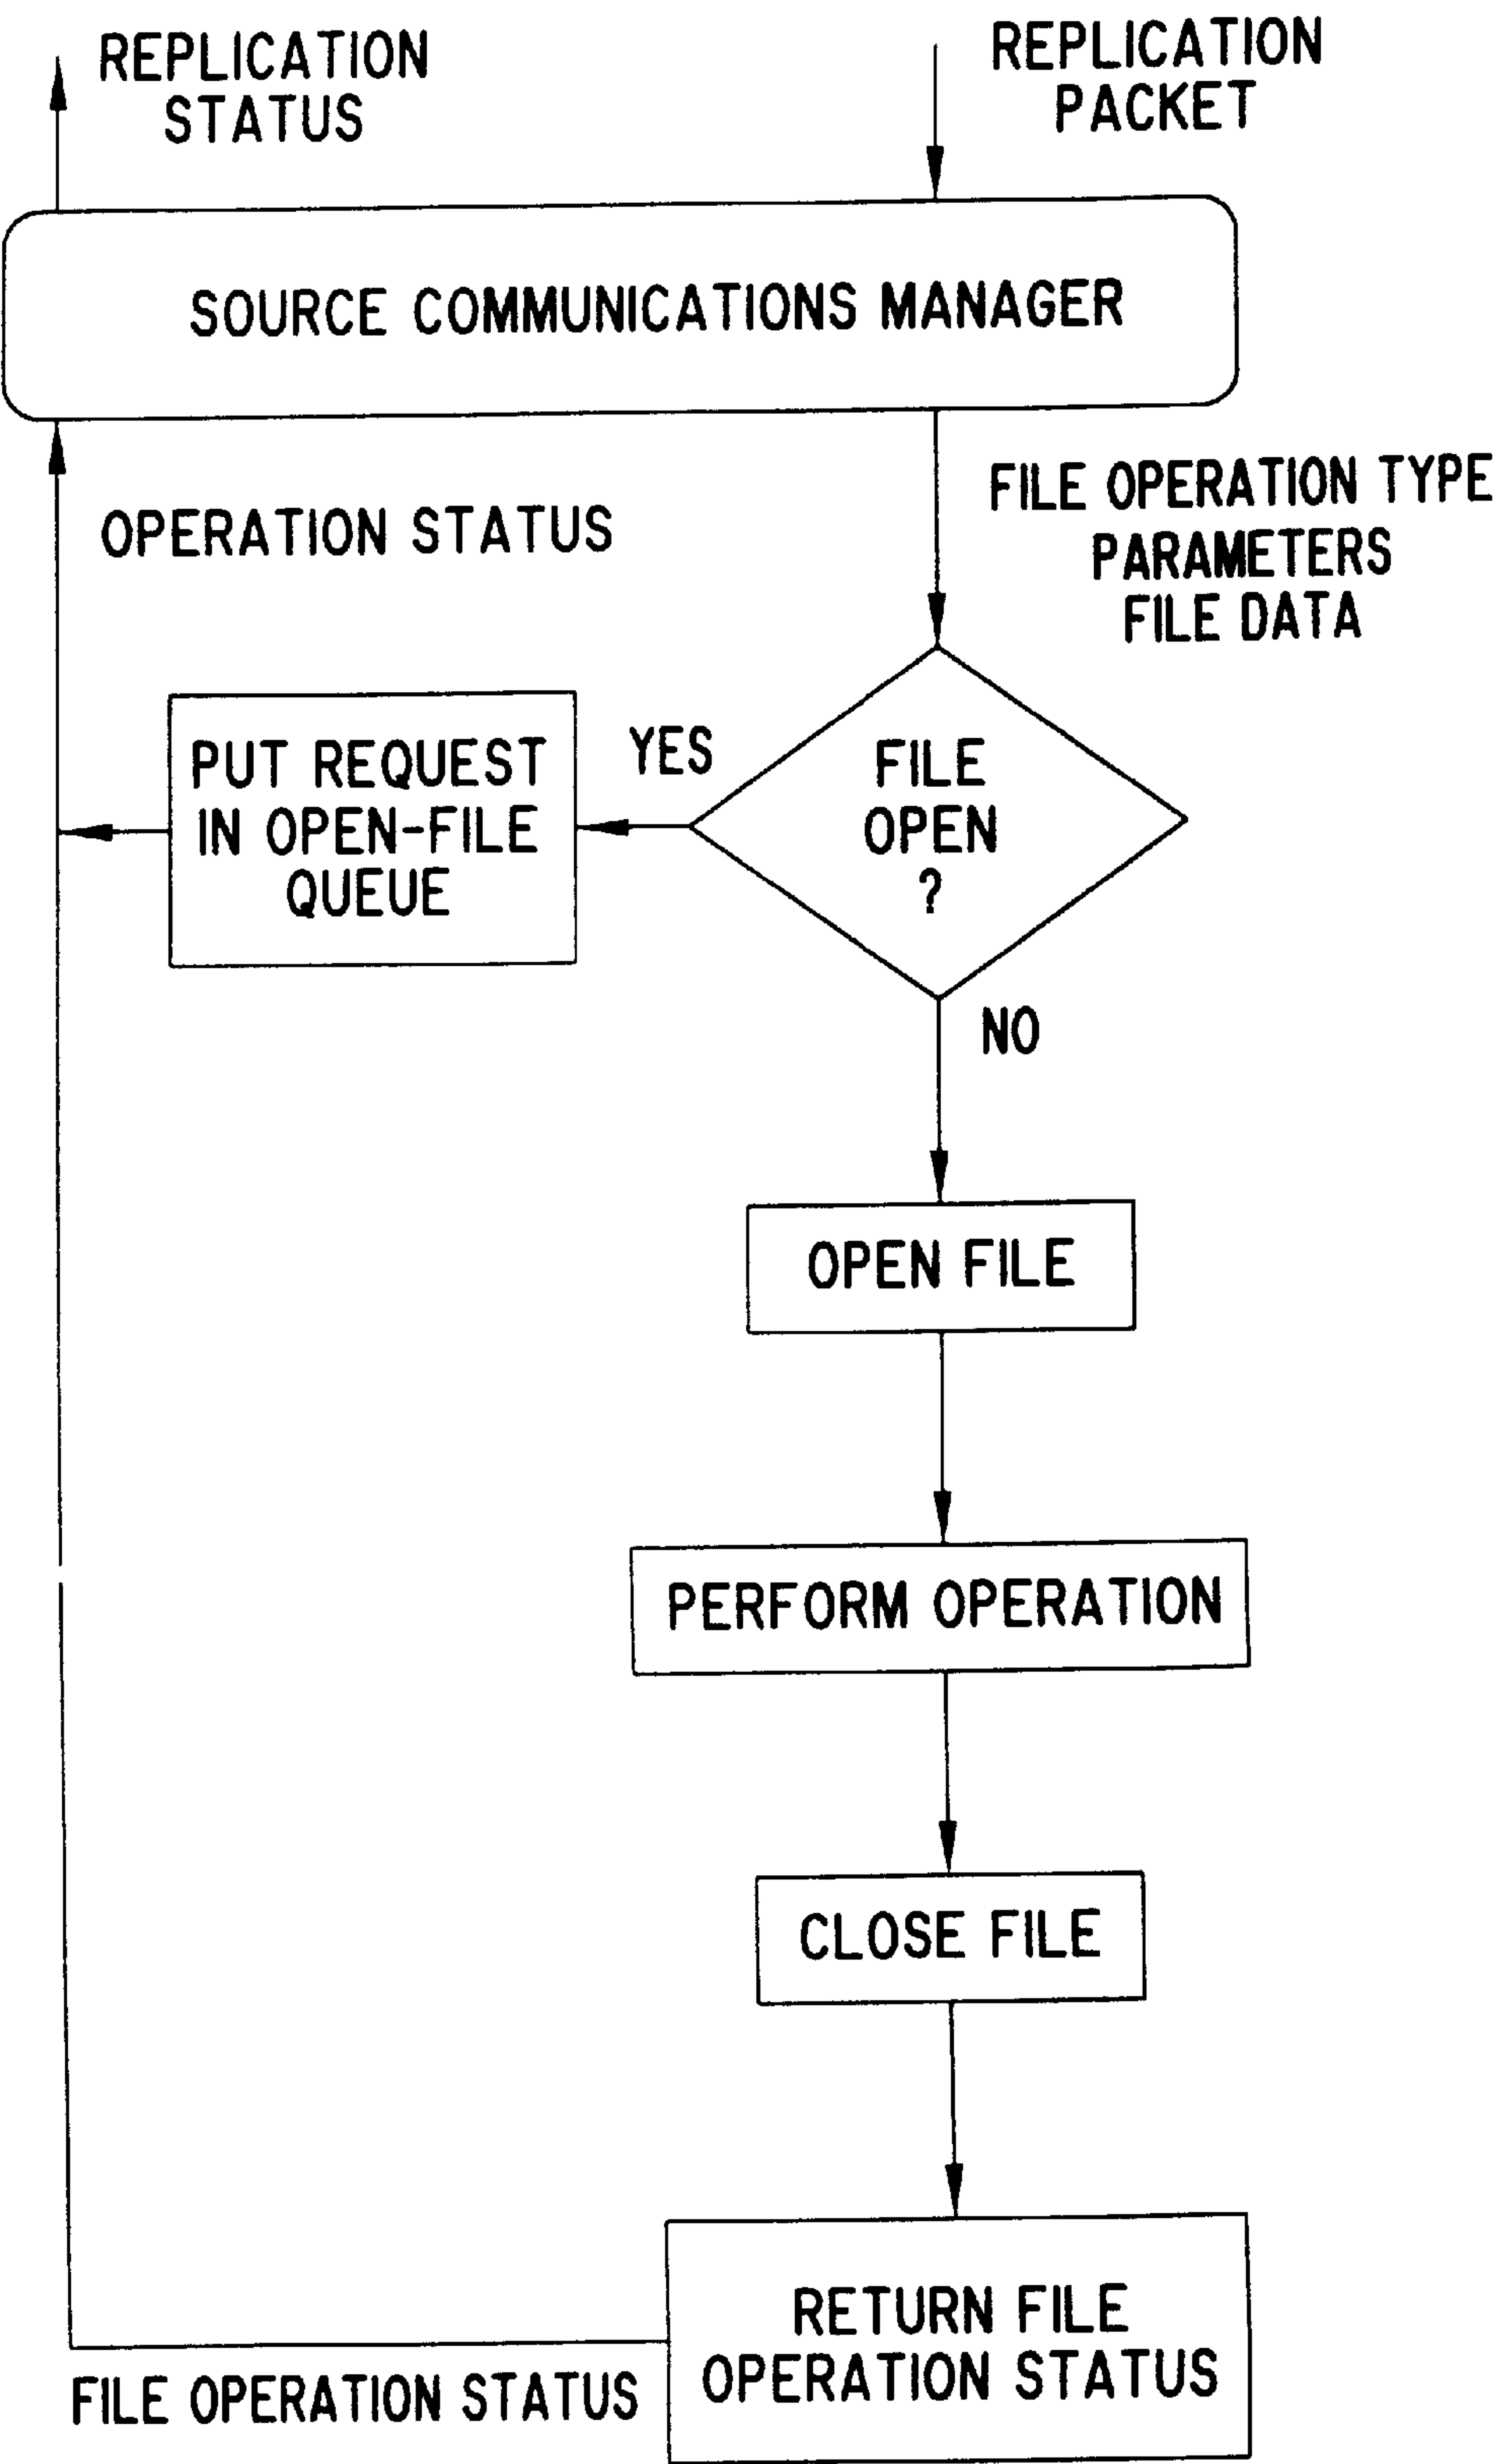 REPLICATION
STATUS
REPLICATION
PACKET
SOURCE COMMUNICATIONS MANAGER
OPERATION STATUS
FILE OPERATION TYPE
PARAMETERS
FILE DATA
PUT REQUEST
IN OPEN-FILE
QUEUE
YES
FILE
OPEN
?
NO
OPEN FILE
PERFORM OPERATION
CLOSE FILE
RETURN FILE
OPERATION STATUS
FILE OPERATION STATUS